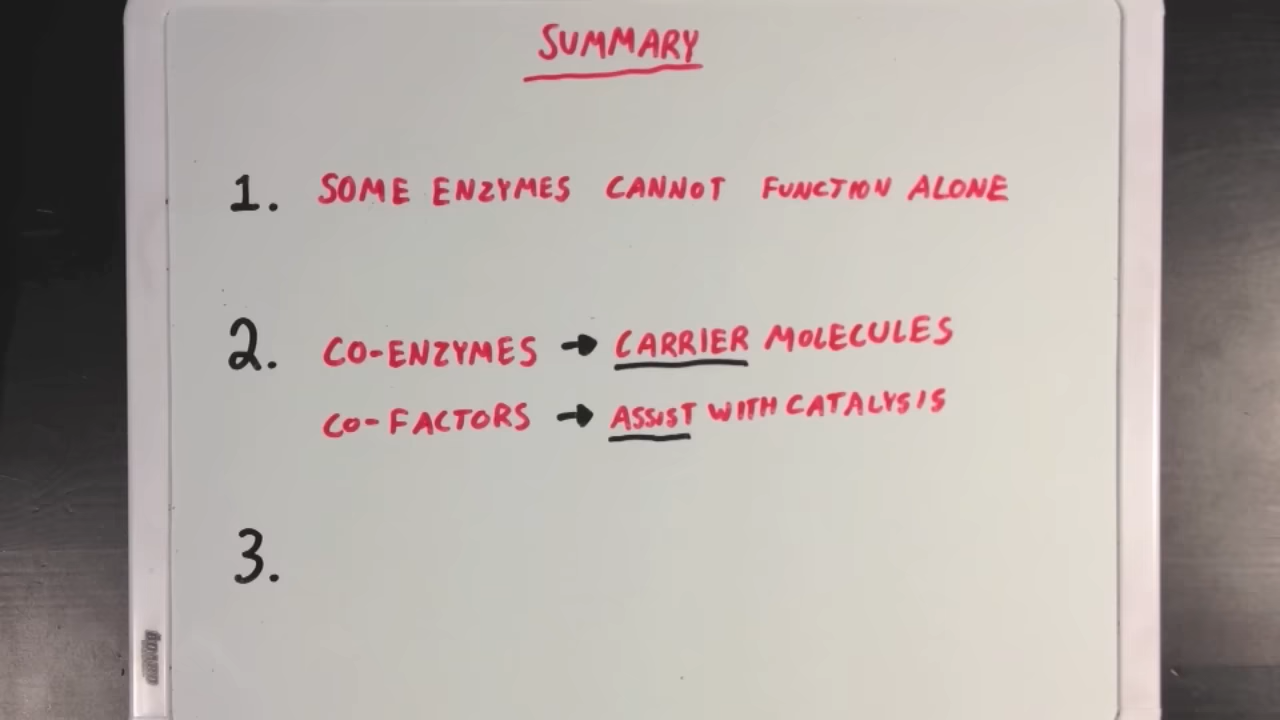 SUMMARY
1. SOME ENZYMES CANNOT FUNCTION ALONE
2. CO-ENZYMES → CARRIER MOLECULES
CO-FACTORS → ASSIST WITH CATALYSIS
3.